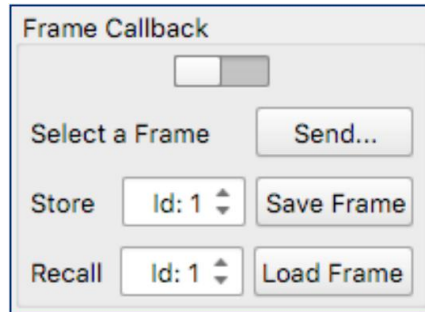 Frame Callback
Select a Frame Send...
Store Id: 1 Save Frame
Recall Id: 1 Load Frame